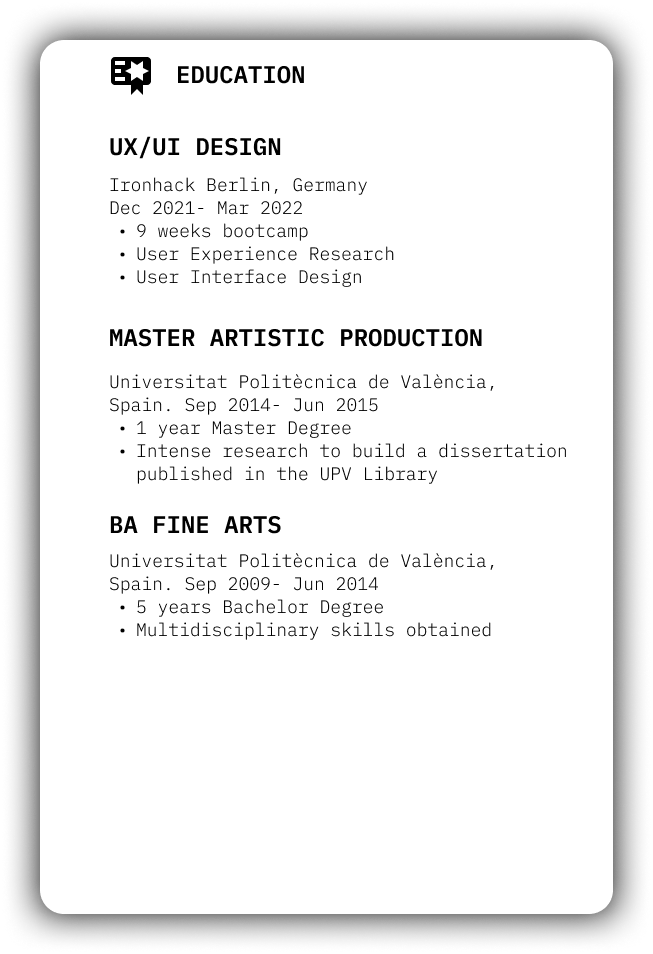 EDUCATION
UX/UI DESIGN
Ironhack Berlin, Germany
Dec 2021- Mar 2022
• 9 weeks bootcamp
• User Experience Research
• User Interface Design
MASTER ARTISTIC PRODUCTION
Universitat Politècnica de València,
Spain. Sep 2014- Jun 2015
• 1 year Master Degree
• Intense research to build a dissertation
published in the UPV Library
BA FINE ARTS
Universitat Politècnica de València,
Spain. Sep 2009- Jun 2014
• 5 years Bachelor Degree
• Multidisciplinary skills obtained